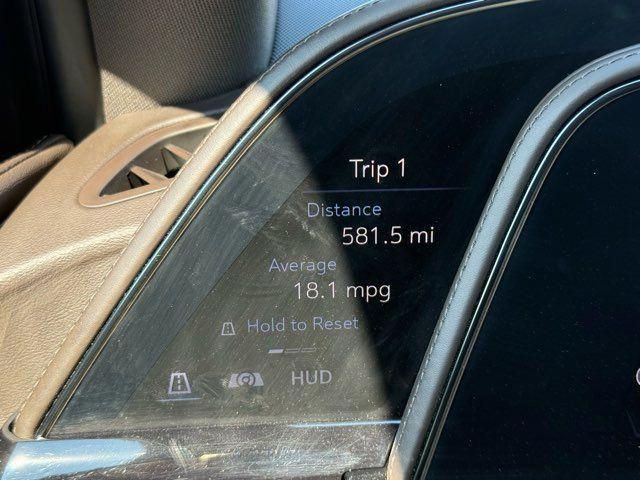 Trip 1
Distance
581.5 mi
Average
18.1 mpg
Hold to Reset
HUD